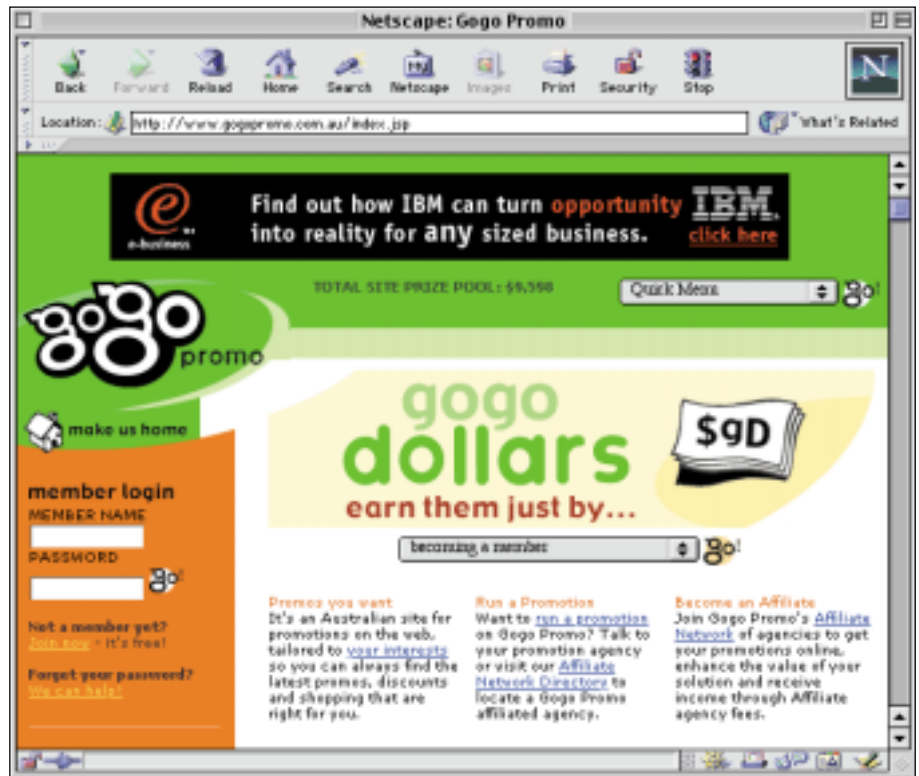 Netscape: Gogo Promo
Back Forward Reload Home Search Netscape Images Print Security Stop
N
Location: http://www.gogopromo.com.au/index.jsp What's Related
e
e-business
Find out how IBM can turn opportunity
into reality for any sized business.
IBM
click here
TOTAL SITE PRIZE POOL: $9,598
Quick Menu
go!
gogo
promo
make us home
gogo
dollars
earn them just by...
$gD
becoming a member
go!
member login
MEMBER NAME
PASSWORD
go!
Not a member yet?
Join now - it's free!
Forgot your password?
We can help!
Promos you want
It's an Australian site for
promotions on the web,
tailored to your interests
so you can always find the
latest promos, discounts
and shopping that are
right for you.
Run a Promotion
Want to run a promotion
on Gogo Promo? Talk to
your promotion agency
or visit our Affiliate
Network Directory to
locate a Gogo Promo
affiliated agency.
Become an Affiliate
Join Gogo Promo's Affiliate
Network of agencies to get
your promotions online,
enhance the value of your
solution and receive
income through Affiliate
agency fees.